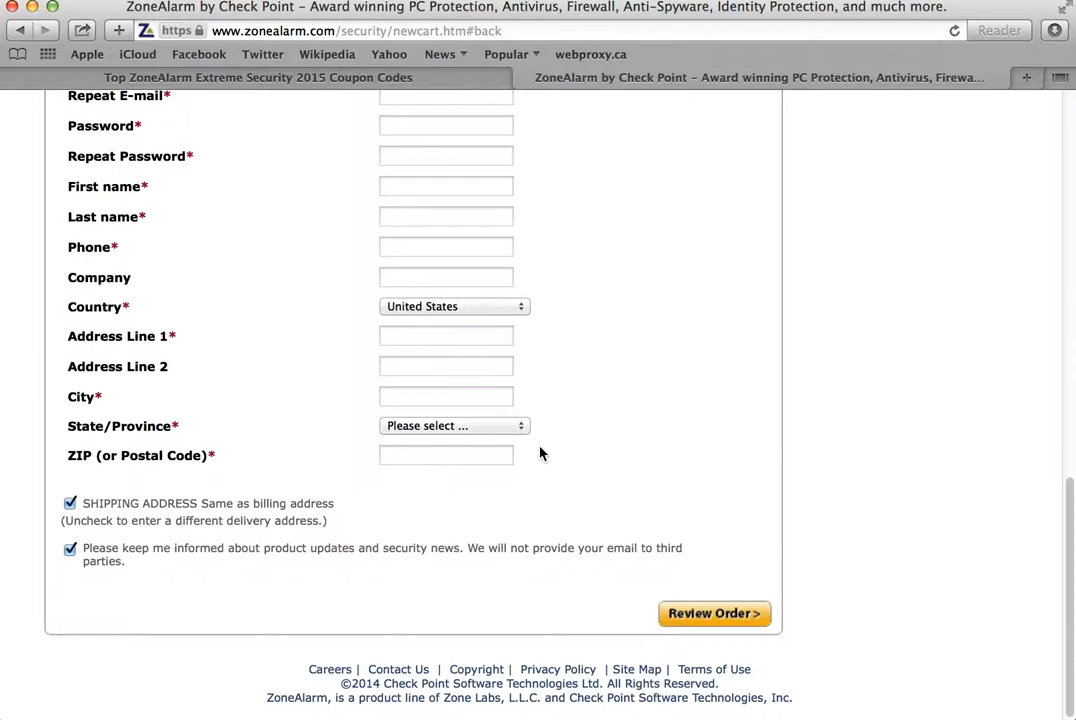 ZoneAlarm by Check Point - Award winning PC Protection, Antivirus, Firewall, Anti-Spyware, Identity Protection, and much more.
https www.zonealarm.com/security/newcart.htm#back Reader
Apple iCloud Facebook Twitter Wikipedia Yahoo News Popular webproxy.ca
Top ZoneAlarm Extreme Security 2015 Coupon Codes ZoneAlarm by Check Point - Award winning PC Protection, Antivirus, Firewa...
Repeat E-mail*
Password*
Repeat Password*
First name*
Last name*
Phone*
Company
Country* United States
Address Line 1*
Address Line 2
City*
State/Province* Please select ...
ZIP (or Postal Code)*
SHIPPING ADDRESS Same as billing address
(Uncheck to enter a different delivery address.)
Please keep me informed about product updates and security news. We will not provide your email to third
parties.
Review Order >
Careers | Contact Us | Copyright | Privacy Policy | Site Map | Terms of Use
©2014 Check Point Software Technologies Ltd. All Rights Reserved.
ZoneAlarm, is a product line of Zone Labs, L.L.C. and Check Point Software Technologies, Inc.